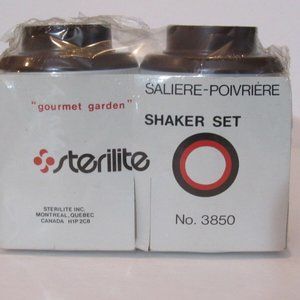 "gourmet garden"
sterilite
STERILITE INC.
MONTREAL, QUEBEC
CANADA H1P 2C8
SALIERE-POIVRIÈRE
SHAKER SET
No. 3850